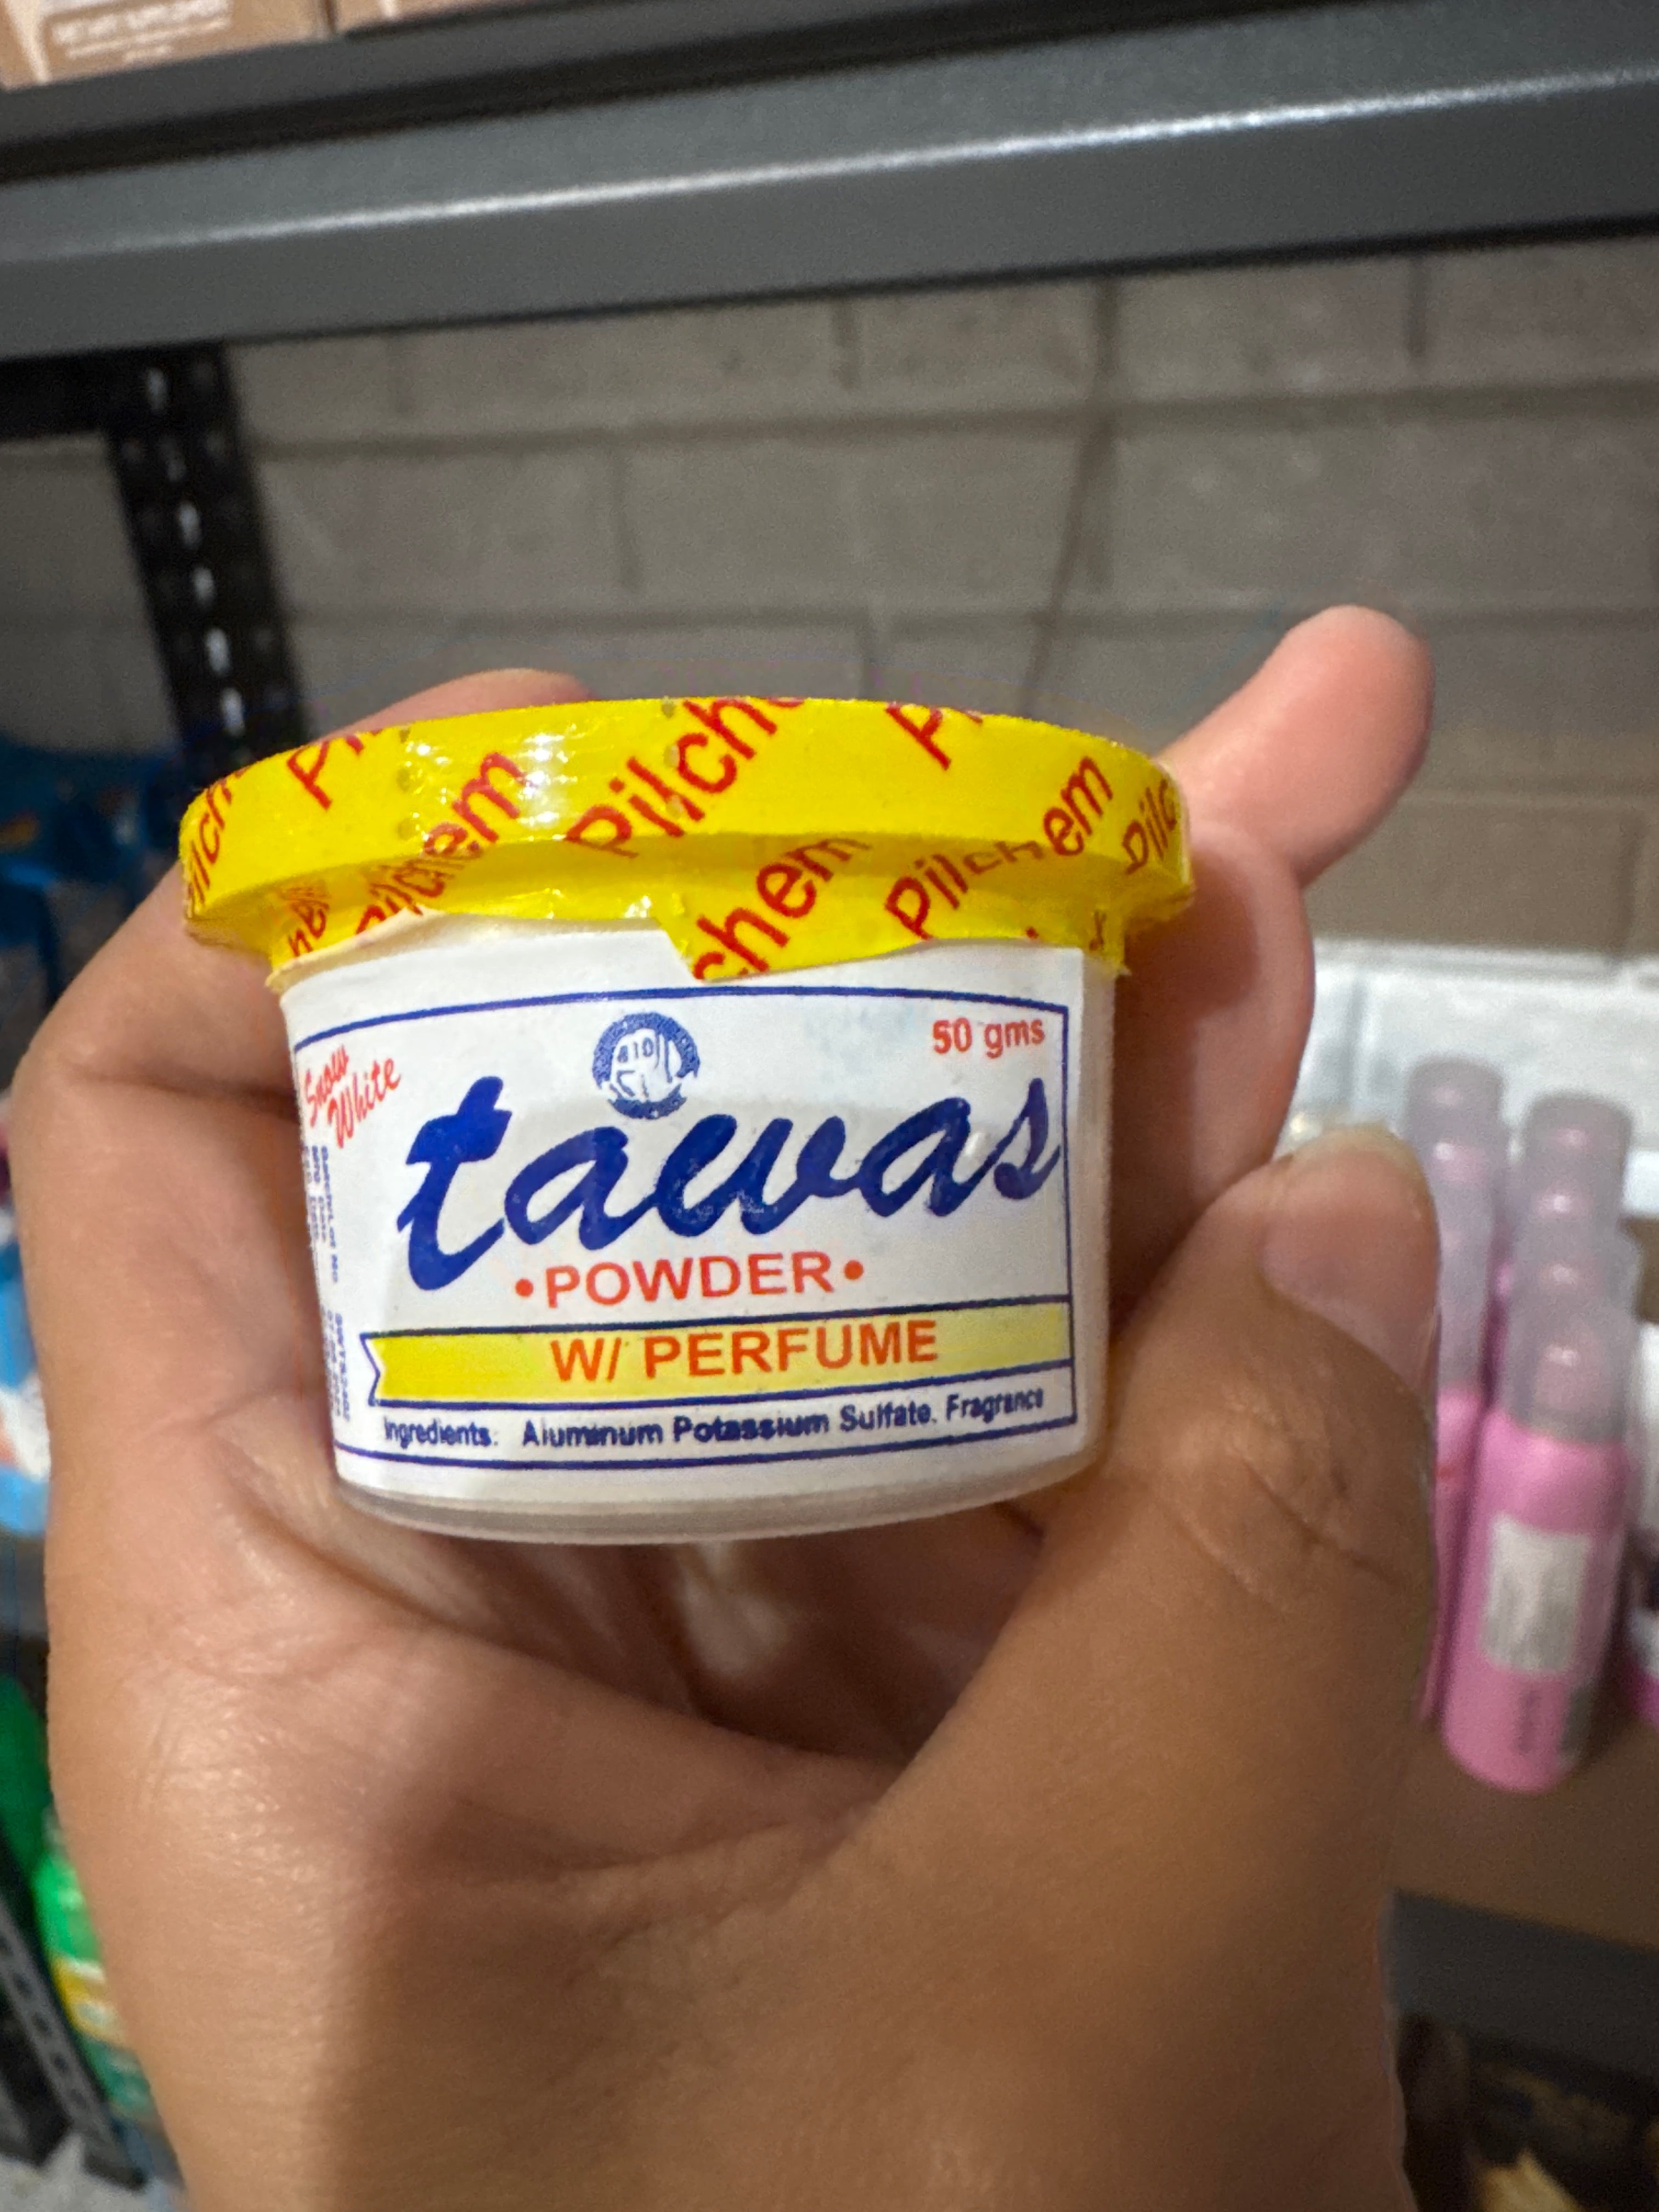 Pilchem
Pilchem
Pilchem
Snow
White
50 gms
tawas
•POWDER•
W/ PERFUME
Ingredients: Aluminum Potassium Sulfate. Fragrance